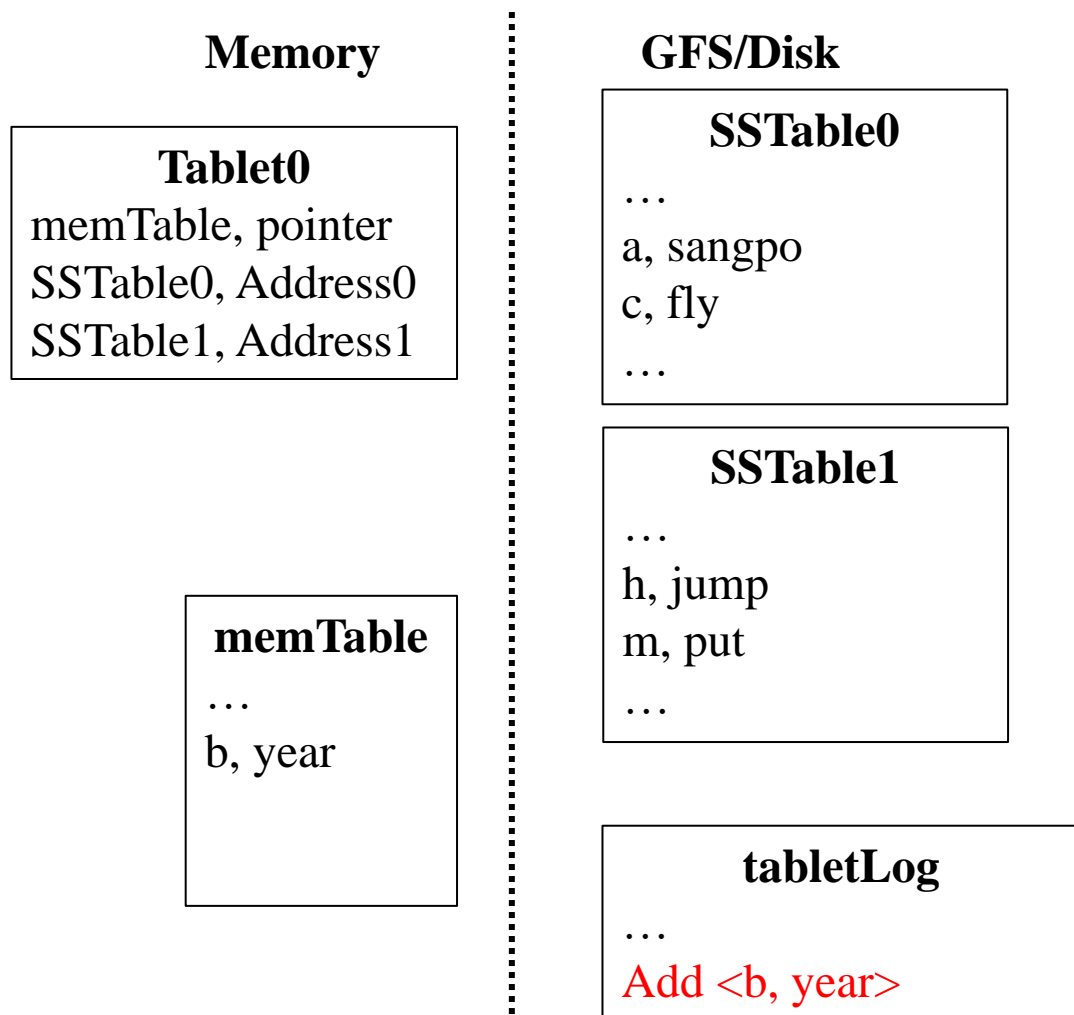 Memory
GFS/Disk
Tablet0
memTable, pointer
SSTable0, Address0
SSTable1, Address1
SSTable0
…
a, sangpo
c, fly
…
SSTable1
…
h, jump
m, put
…
memTable
…
b, year
tabletLog
…
Add <b, year>